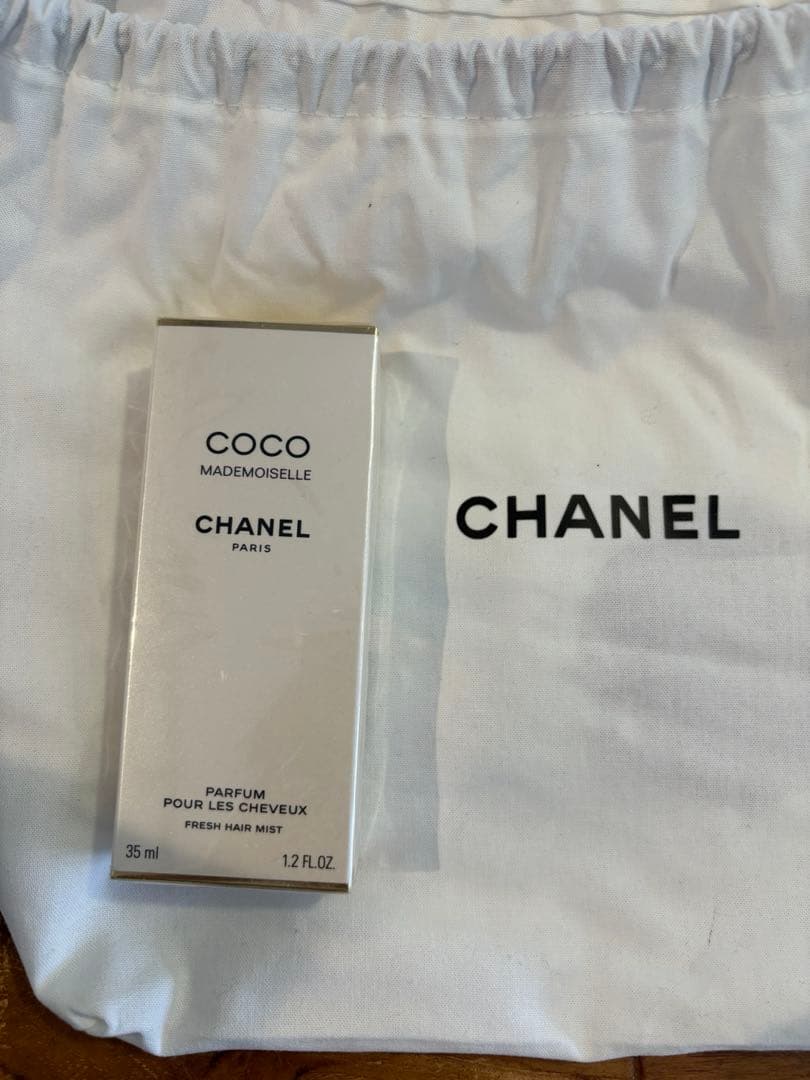 COCO
MADEMOISELLE
CHANEL
PARIS
PARFUM
POUR LES CHEVEUX
FRESH HAIR MIST
35 ml
1.2 FL.OZ.
CHANEL